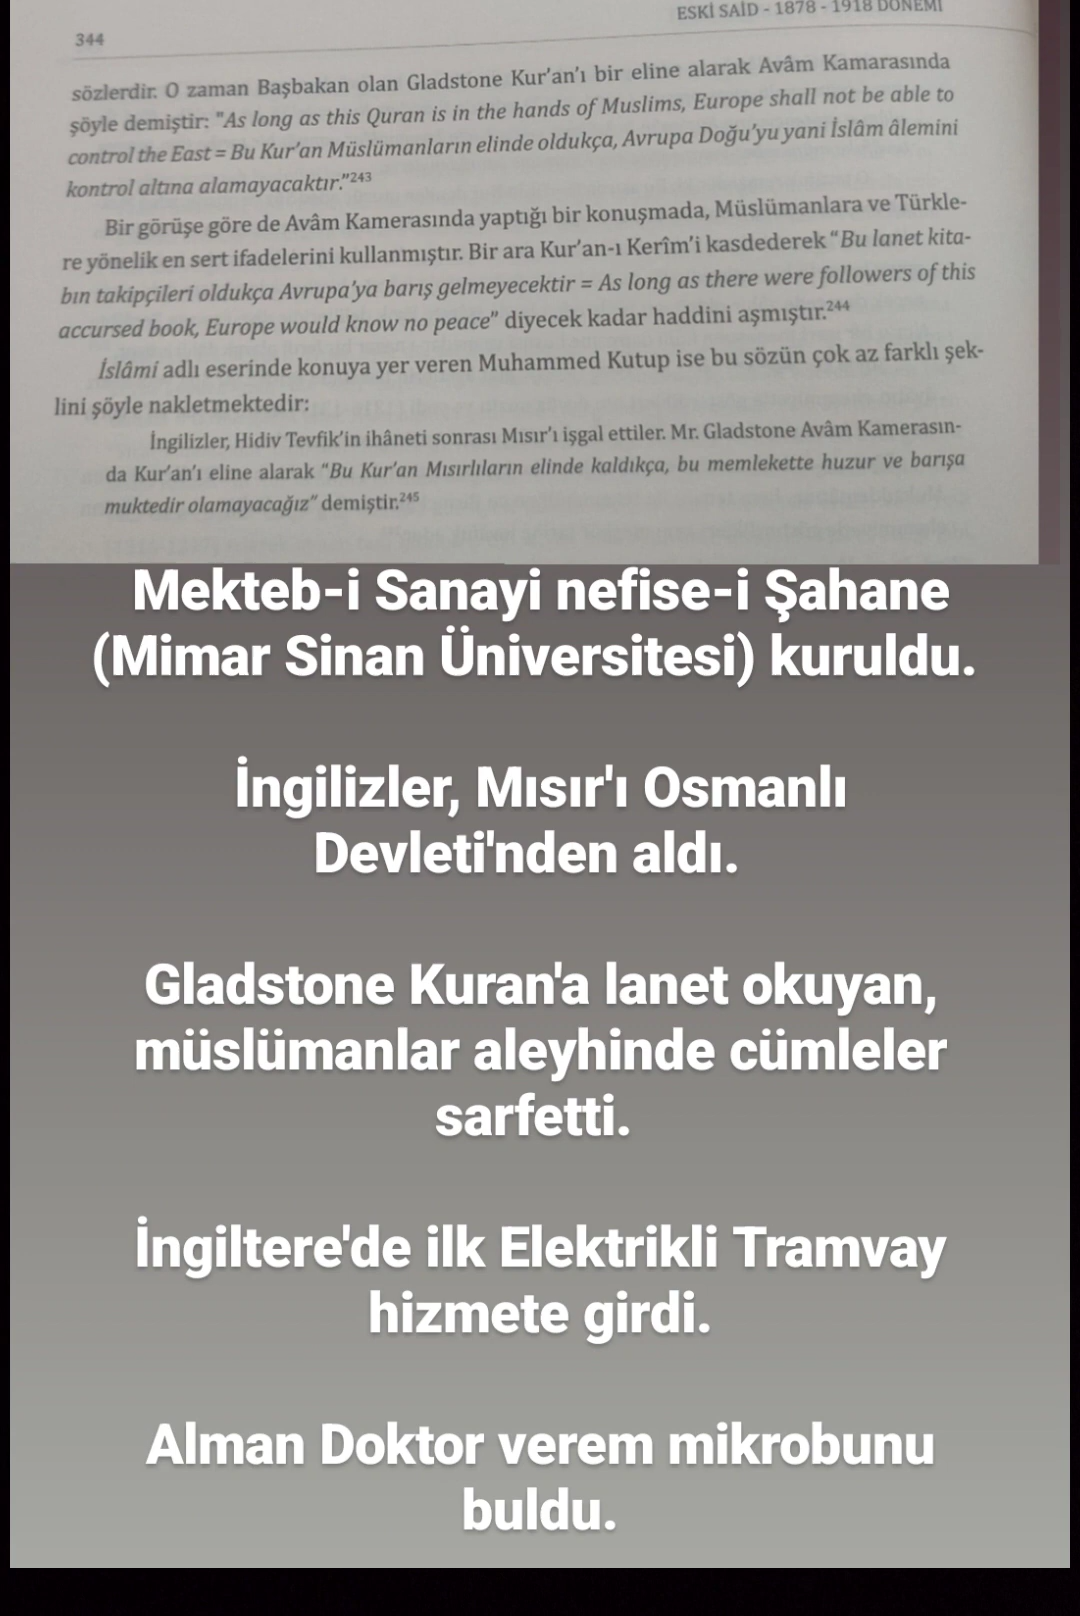 ESKİ SAİD - 1878 - 1918 DÖNEMİ
344
sözlerdir. O zaman Başbakan olan Gladstone Kur'an'ı bir eline alarak Avâm Kamarasında
şöyle demiştir: "As long as this Quran is in the hands of Muslims, Europe shall not be able to
control the East = Bu Kur'an Müslümanların elinde oldukça, Avrupa Doğu'yu yani İslâm âlemini
kontrol altına alamayacaktır."243
Bir görüşe göre de Avâm Kamerasında yaptığı bir konuşmada, Müslümanlara ve Türkle-
re yönelik en sert ifadelerini kullanmıştır. Bir ara Kur'an-ı Kerîm'i kasdederek "Bu lanet kita-
bın takipçileri oldukça Avrupa'ya barış gelmeyecektir = As long as there were followers of this
accursed book, Europe would know no peace" diyecek kadar haddini aşmıştır.244
İslâmi adlı eserinde konuya yer veren Muhammed Kutup ise bu sözün çok az farklı şek-
lini şöyle nakletmektedir:
İngilizler, Hidiv Tevfik'in ihâneti sonrası Mısır'ı işgal ettiler. Mr. Gladstone Avâm Kamerasın-
da Kur'an'ı eline alarak "Bu Kur'an Mısırlıların elinde kaldıkça, bu memlekette huzur ve barışa
muktedir olamayacağız" demiştir.245
Mekteb-i Sanayi nefise-i Şahane
(Mimar Sinan Üniversitesi) kuruldu.
İngilizler, Mısır'ı Osmanlı
Devleti'nden aldı.
Gladstone Kuran'a lanet okuyan,
müslümanlar aleyhinde cümleler
sarfetti.
İngiltere'de ilk Elektrikli Tramvay
hizmete girdi.
Alman Doktor verem mikrobunu
buldu.